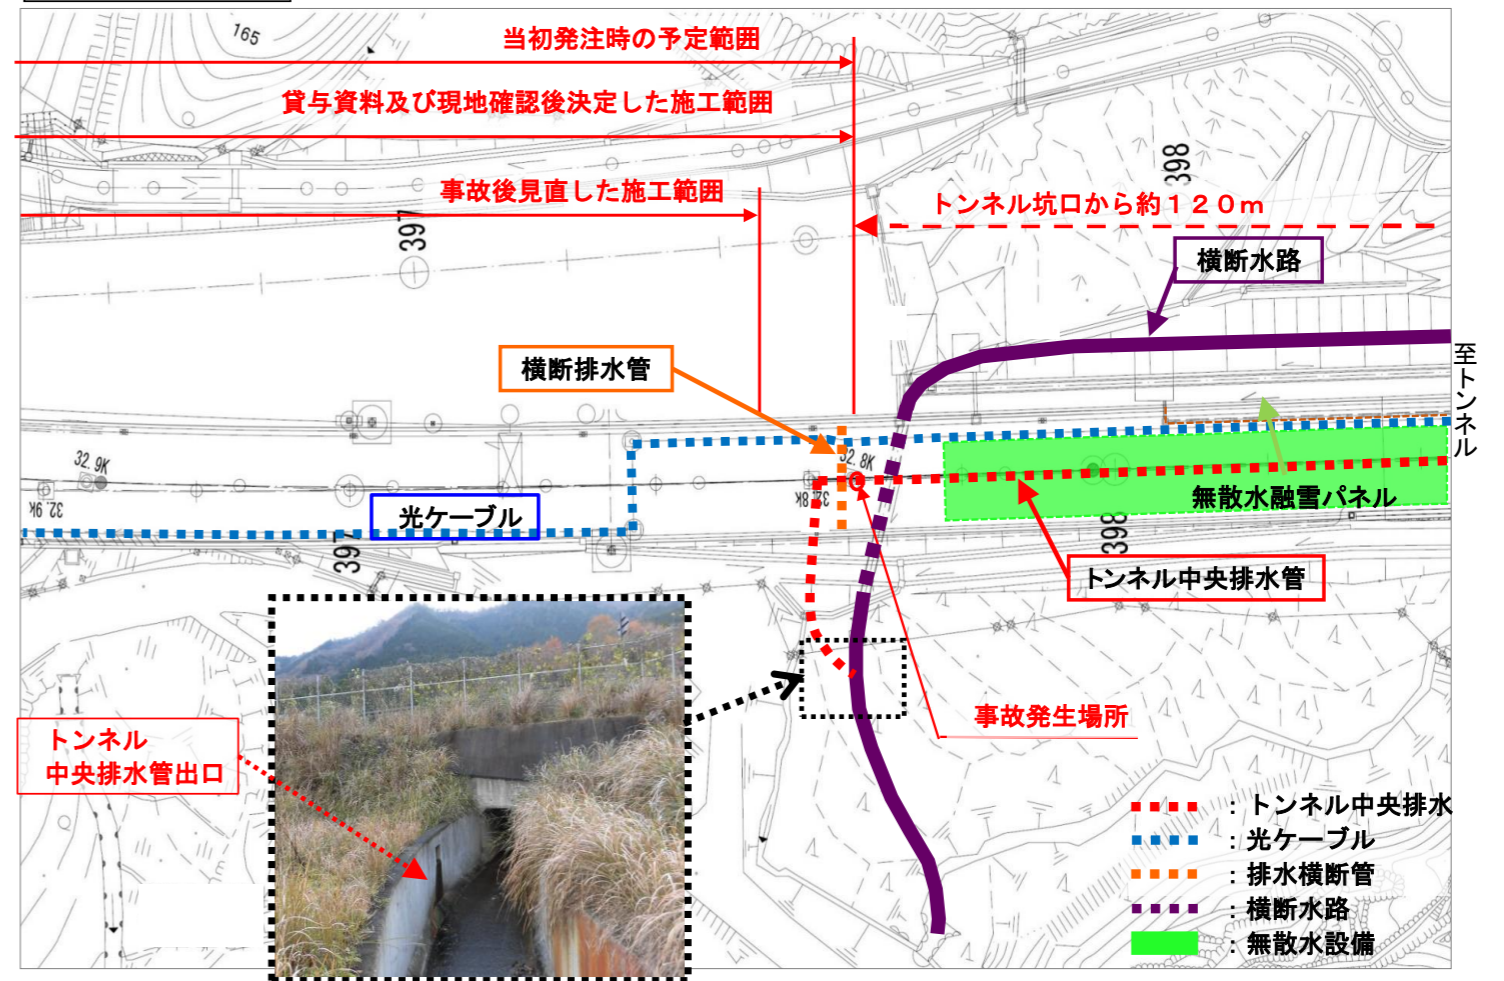 165
当初発注時の予定範囲
貸与資料及び現地確認後決定した施工範囲
事故後見直した施工範囲
397
398
トンネル坑口から約120m
横断水路
至トンネル
横断排水管
32.9K
32.9K
32.8K
32.8K
光ケーブル
無散水融雪パネル
397
398
トンネル中央排水管
事故発生場所
トンネル
中央排水管出口
：トンネル中央排水
：光ケーブル
：排水横断管
：横断水路
：無散水設備